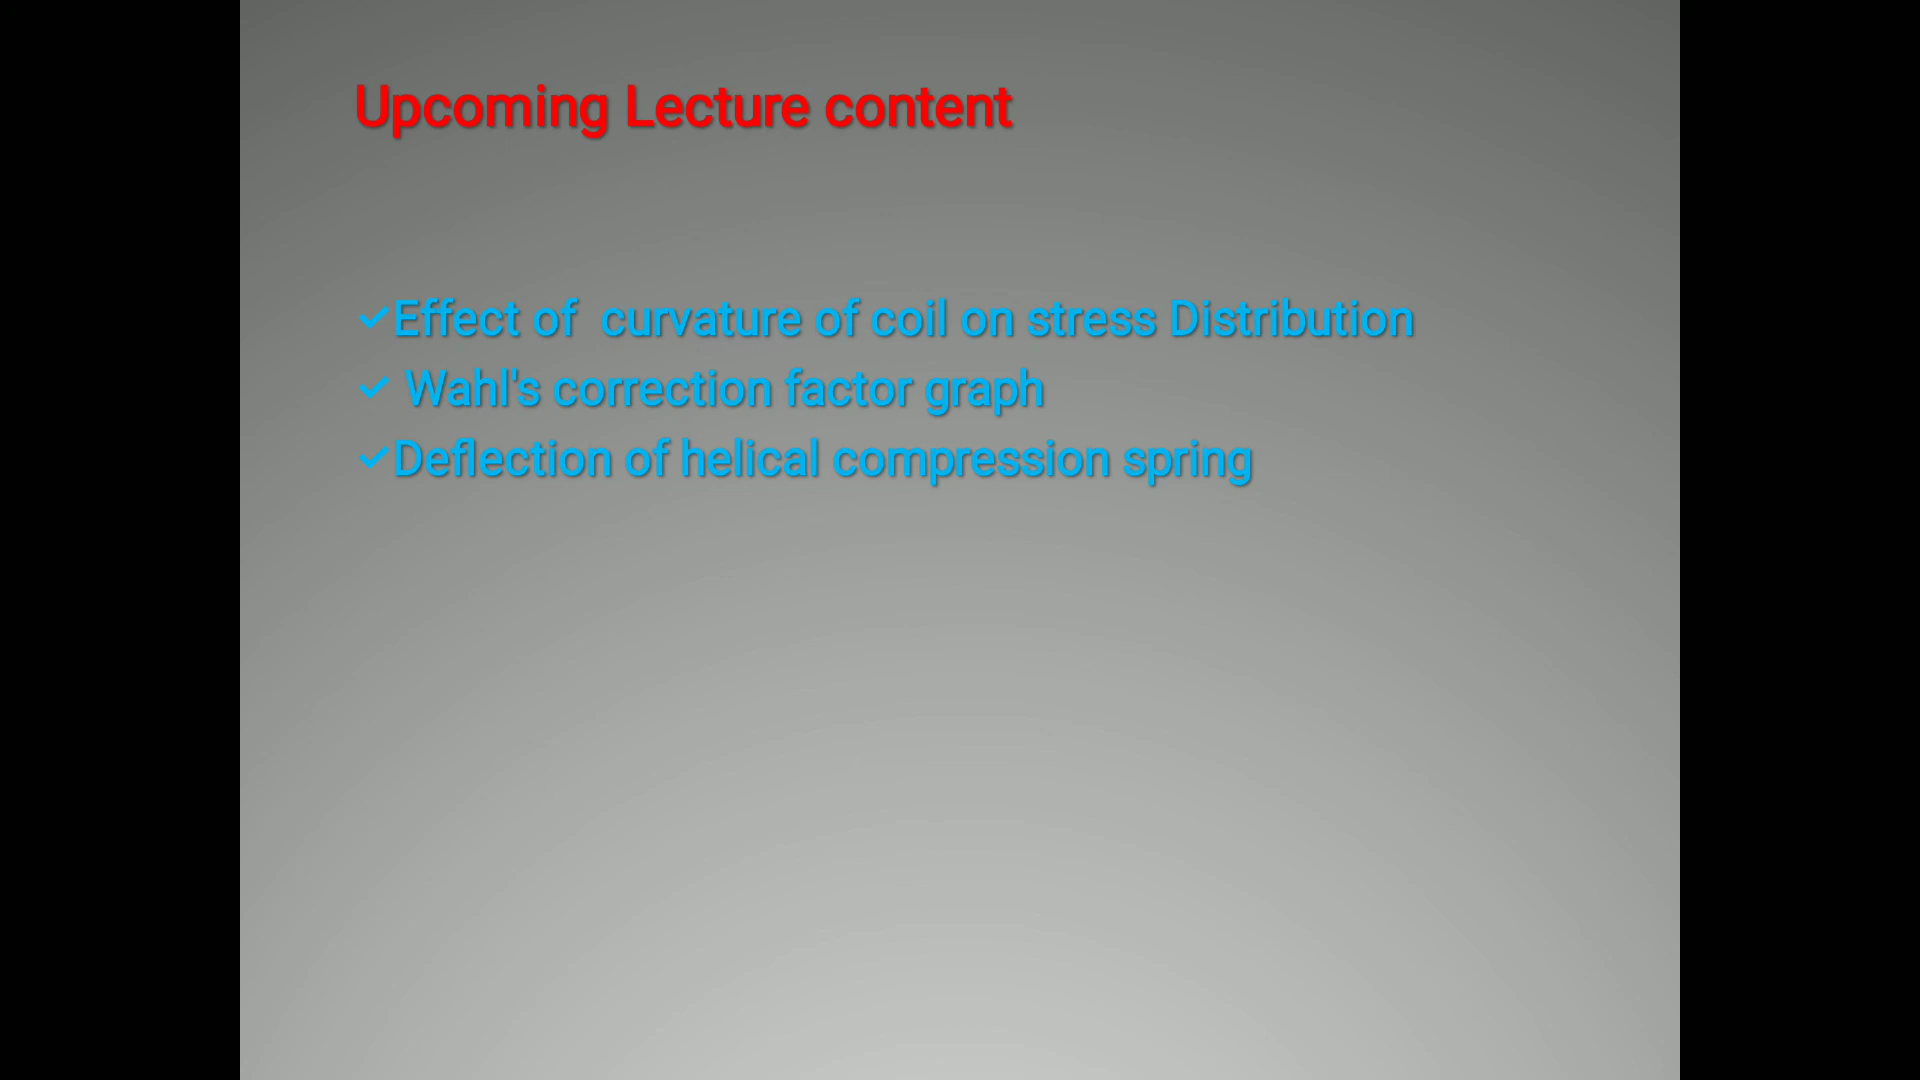 Upcoming Lecture content
✓Effect of  curvature of coil on stress Distribution
✓ Wahl's correction factor graph
✓Deflection of helical compression spring